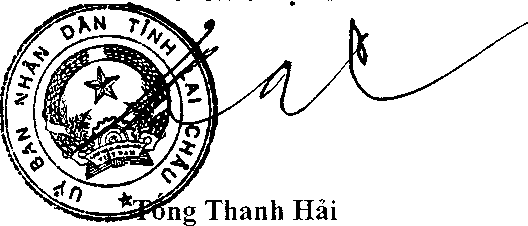 UỶ BAN NHÂN DÂN TỈNH LAI CHÂU
Tống Thanh Hải